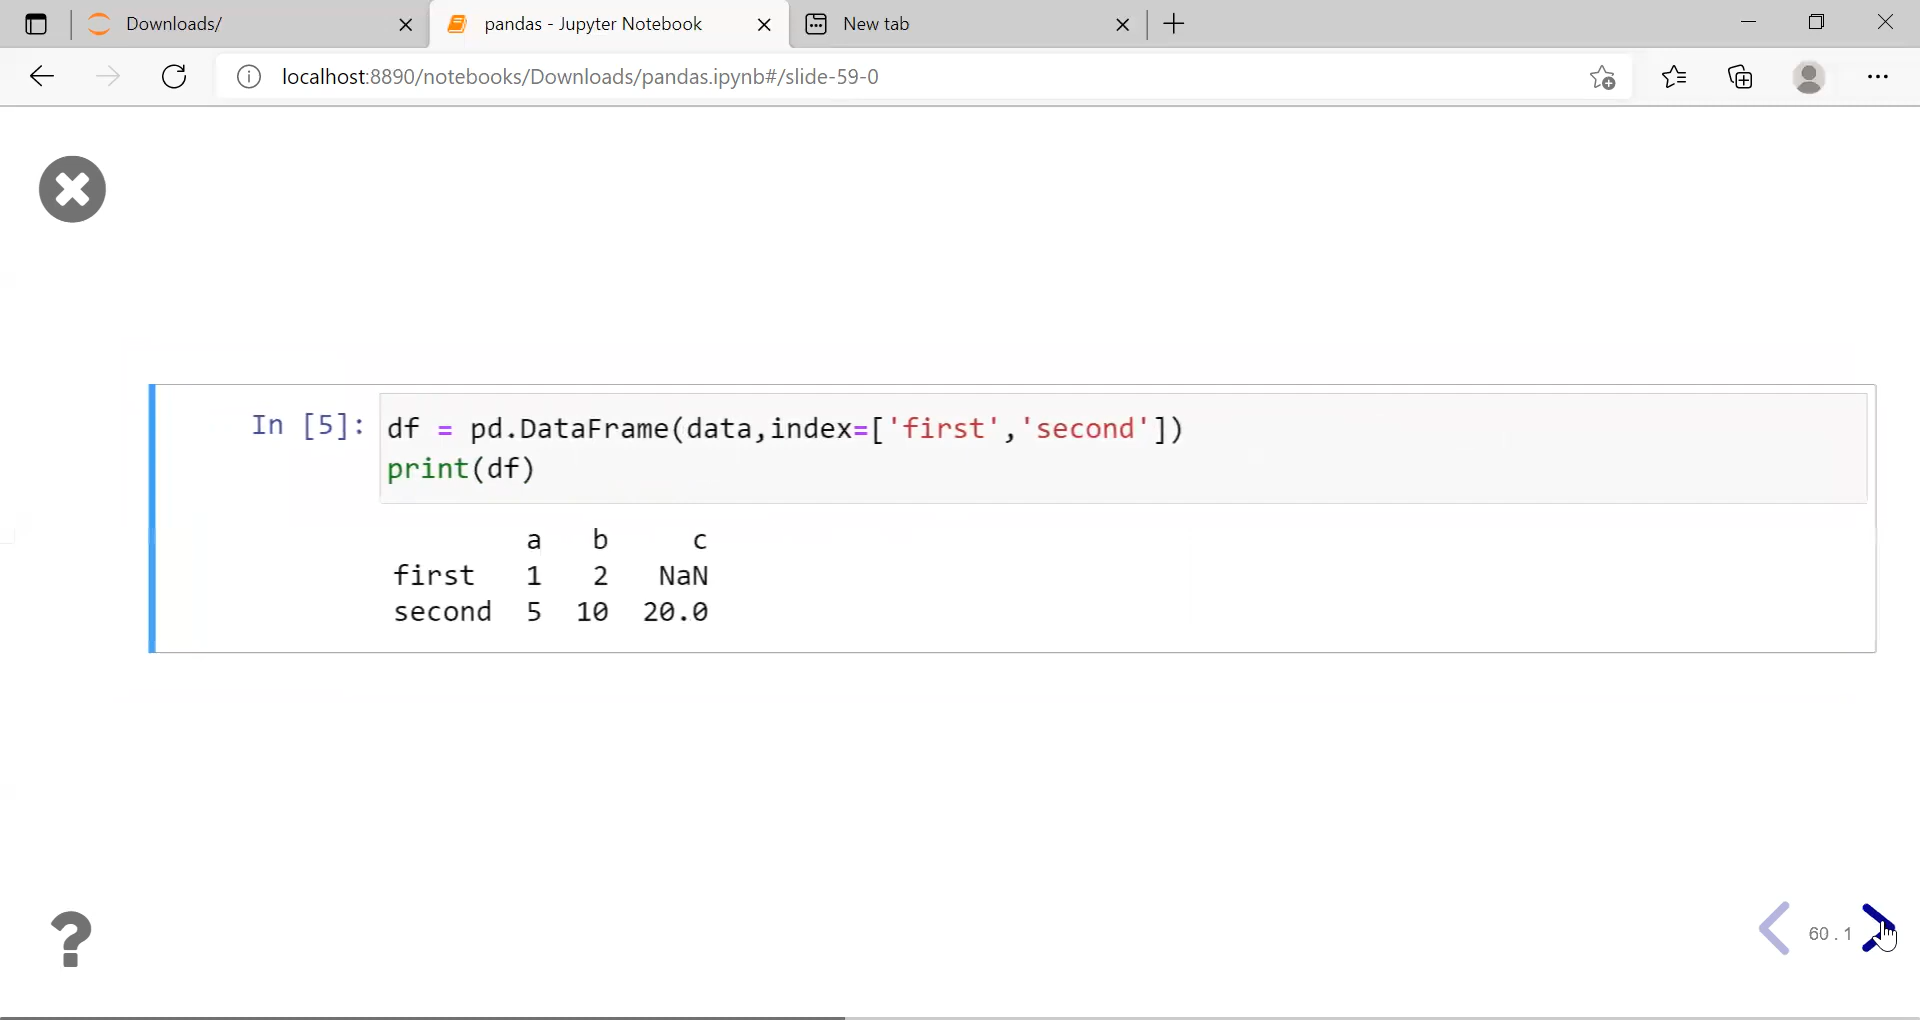 Downloads/
pandas - Jupyter Notebook
New tab
localhost:8890/notebooks/Downloads/pandas.ipynb#/slide-59-0
In [5]: df = pd.DataFrame(data,index=['first','second'])
print(df)
a b c
first 1 2 NaN
second 5 10 20.0
60 . 1